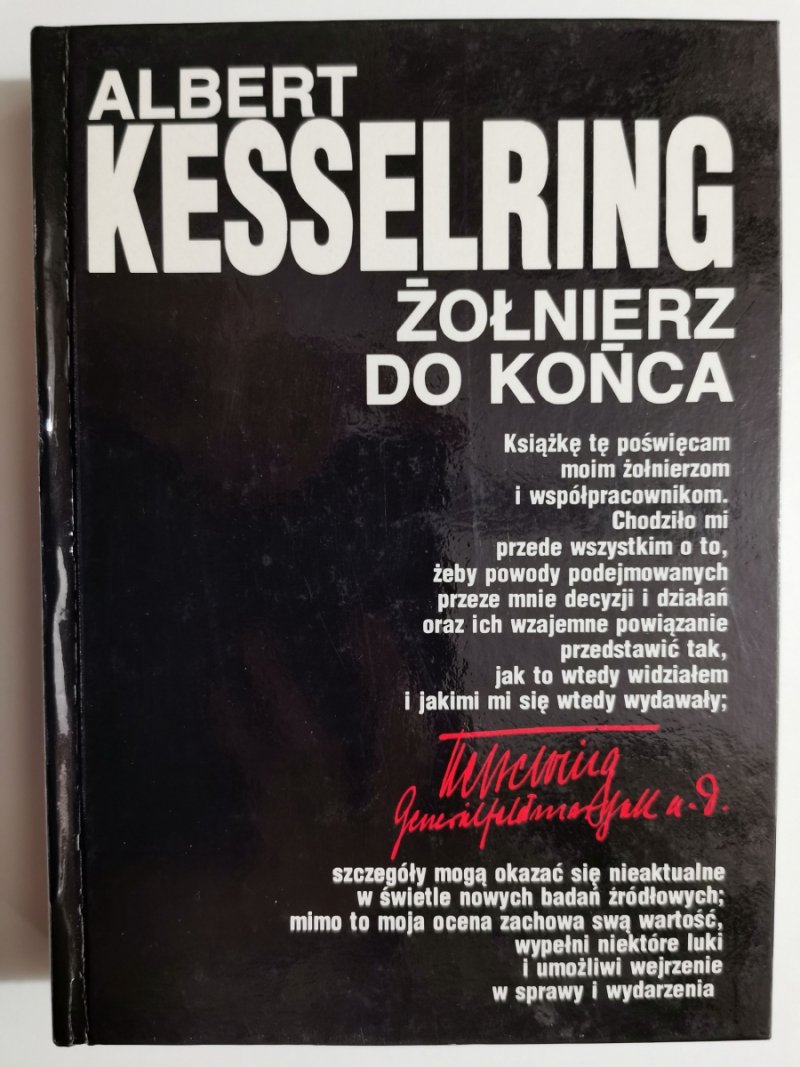 ALBERT
KESSELRING
ŻOŁNIERZ
DO KOŃCA
Książkę tę poświęcam
moim żołnierzom
i współpracownikom.
Chodziło mi
przede wszystkim o to,
żeby powody podejmowanych
przeze mnie decyzji i działań
oraz ich wzajemne powiązanie
przedstawić tak,
jak to wtedy widziałem
i jakimi mi się wtedy wydawały;
Kesselring
Generalfeldmarschall a.D.
szczegóły mogą okazać się nieaktualne
w świetle nowych badań źródłowych;
mimo to moja ocena zachowa swą wartość,
wypełni niektóre luki
i umożliwi wejrzenie
w sprawy i wydarzenia